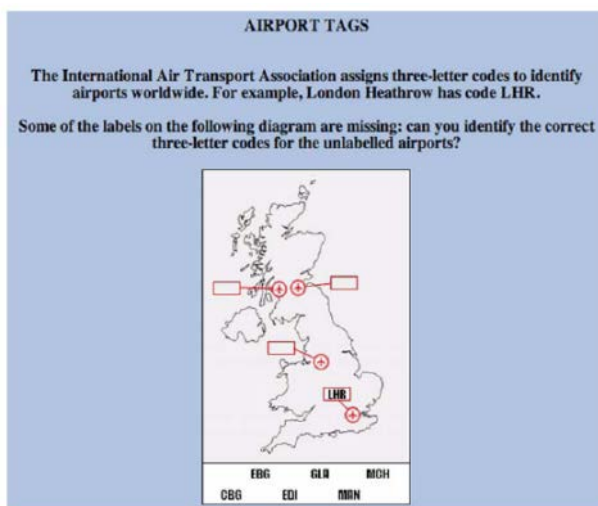 AIRPORT TAGS
The International Air Transport Association assigns three-letter codes to identify
airports worldwide. For example, London Heathrow has code LHR.
Some of the labels on the following diagram are missing: can you identify the correct
three-letter codes for the unlabelled airports?
LHR
EBG GLA MCH
CBG EDI MAN